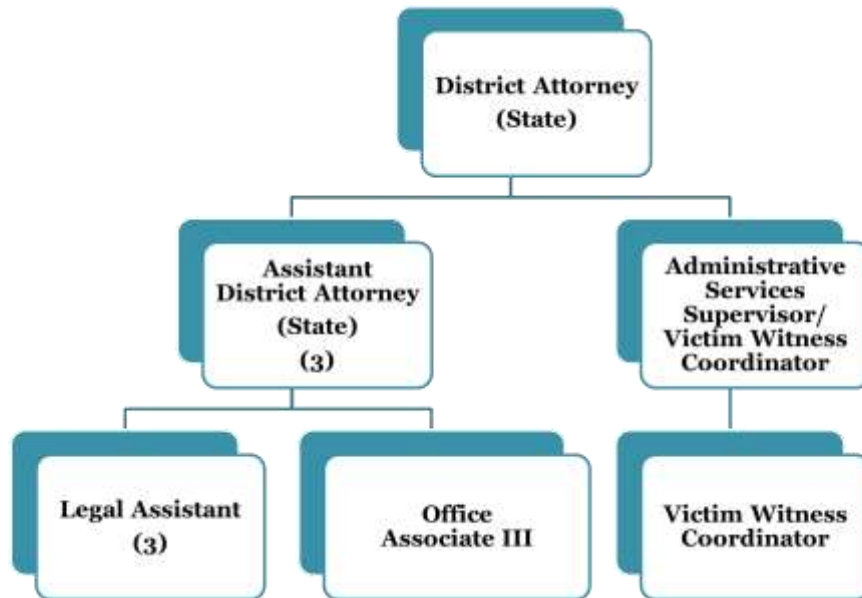 District Attorney
(State)
Assistant
District Attorney
(State)
(3)
Administrative
Services
Supervisor/
Victim Witness
Coordinator
Legal Assistant
(3)
Office
Associate III
Victim Witness
Coordinator